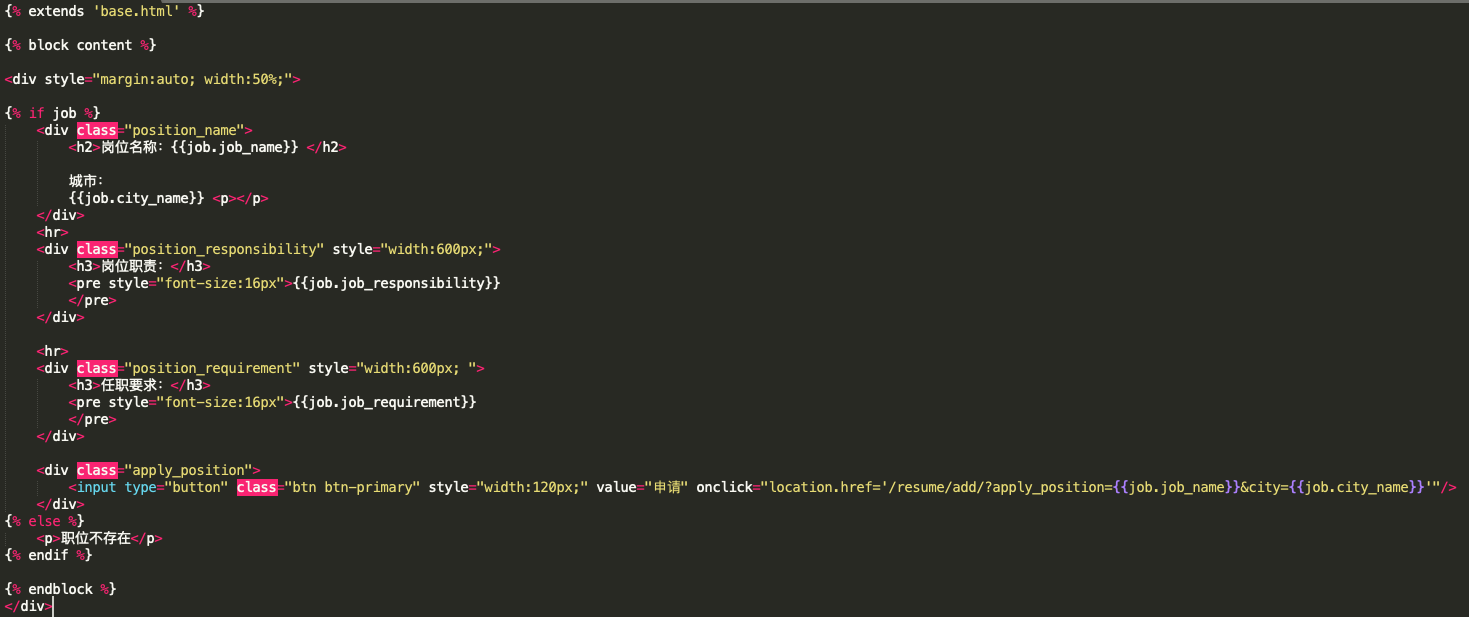 {% extends 'base.html' %}
{% block content %}
<div style="margin:auto; width:50%;">
{% if job %}
<div class="position_name">
<h2>岗位名称：{{job.job_name}} </h2>
城市：
{{job.city_name}} <p></p>
</div>
<hr>
<div class="position_responsibility" style="width:600px;">
<h3>岗位职责：</h3>
<pre style="font-size:16px">{{job.job_responsibility}}
</pre>
</div>
<hr>
<div class="position_requirement" style="width:600px; ">
<h3>任职要求：</h3>
<pre style="font-size:16px">{{job.job_requirement}}
</pre>
</div>
<div class="apply_position">
<input type="button" class="btn btn-primary" style="width:120px;" value="申请" onclick="location.href='/resume/add/?apply_position={{job.job_name}}&city={{job.city_name}}'"/>
</div>
{% else %}
<p>职位不存在</p>
{% endif %}
{% endblock %}
</div>